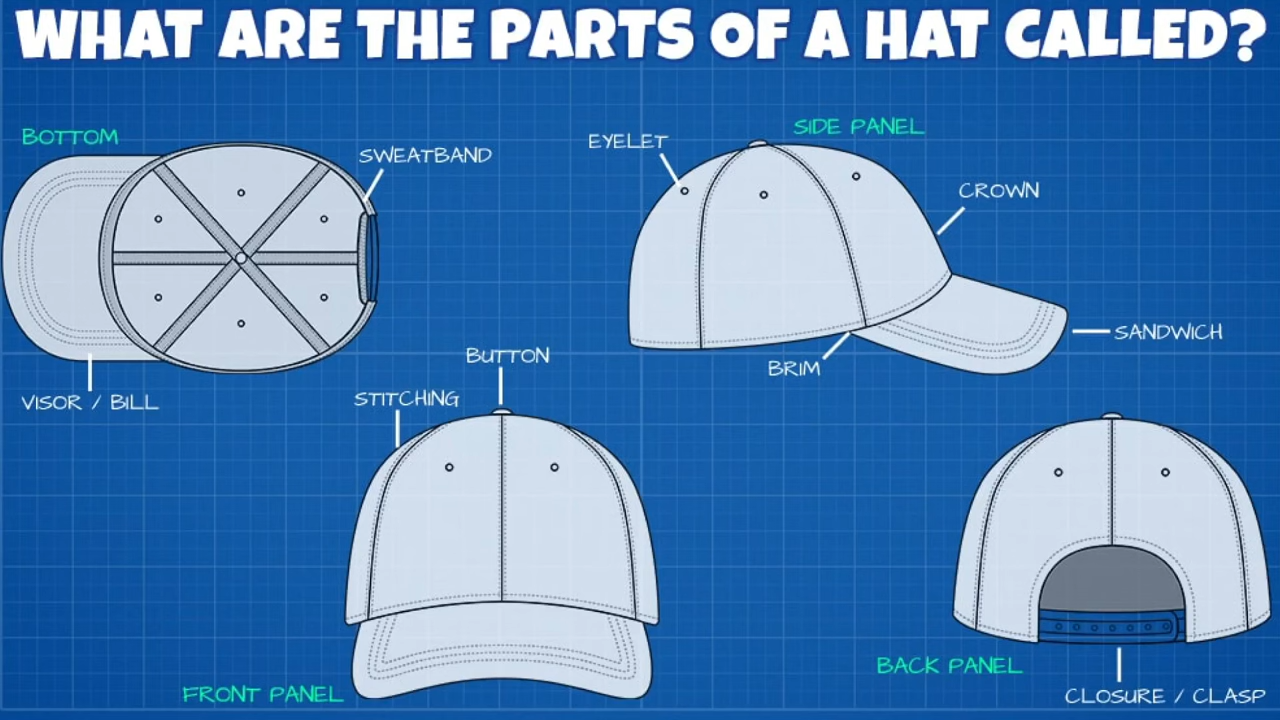 WHAT ARE THE PARTS OF A HAT CALLED?
BOTTOM
SWEATBAND
VISOR / BILL
EYELET
SIDE PANEL
CROWN
SANDWICH
BRIM
BUTTON
STITCHING
FRONT PANEL
BACK PANEL
CLOSURE / CLASP